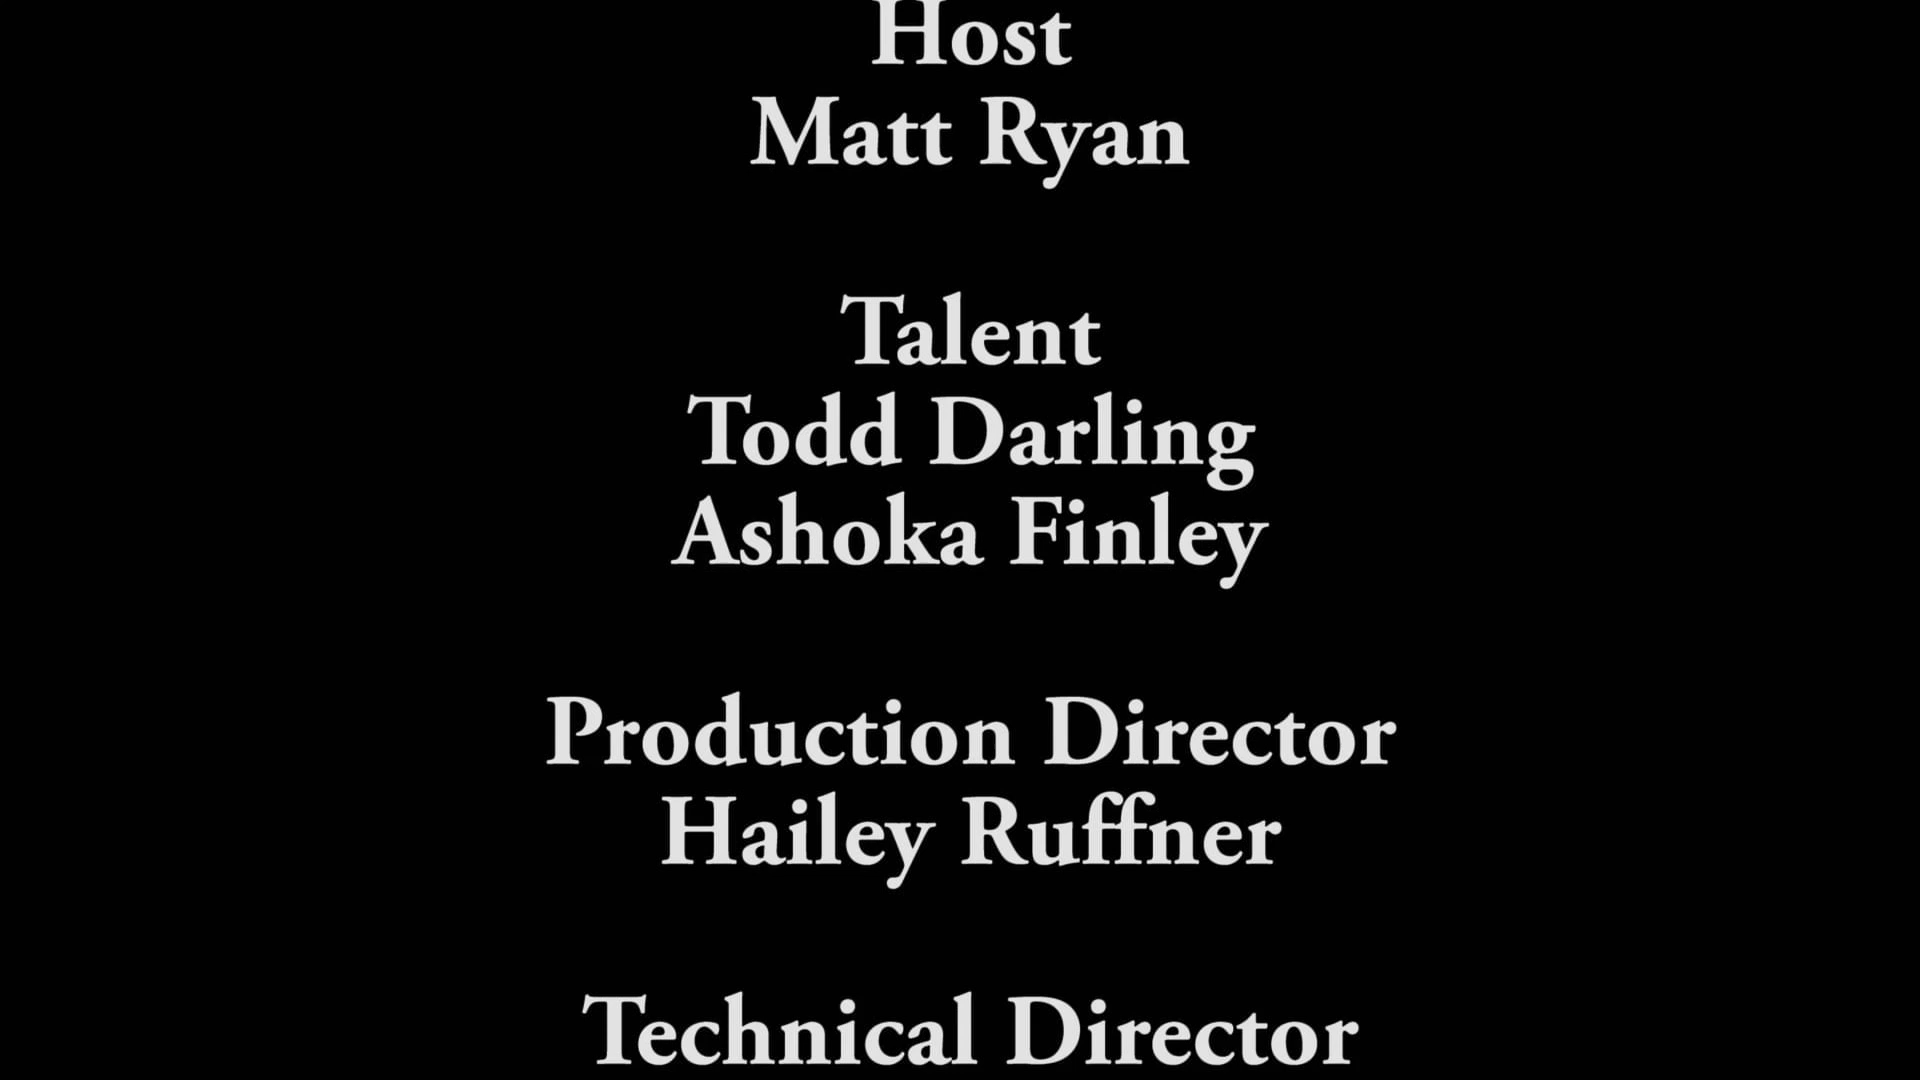 Host
Matt Ryan
Talent
Todd Darling
Ashoka Finley
Production Director
Hailey Ruffner
Technical Director